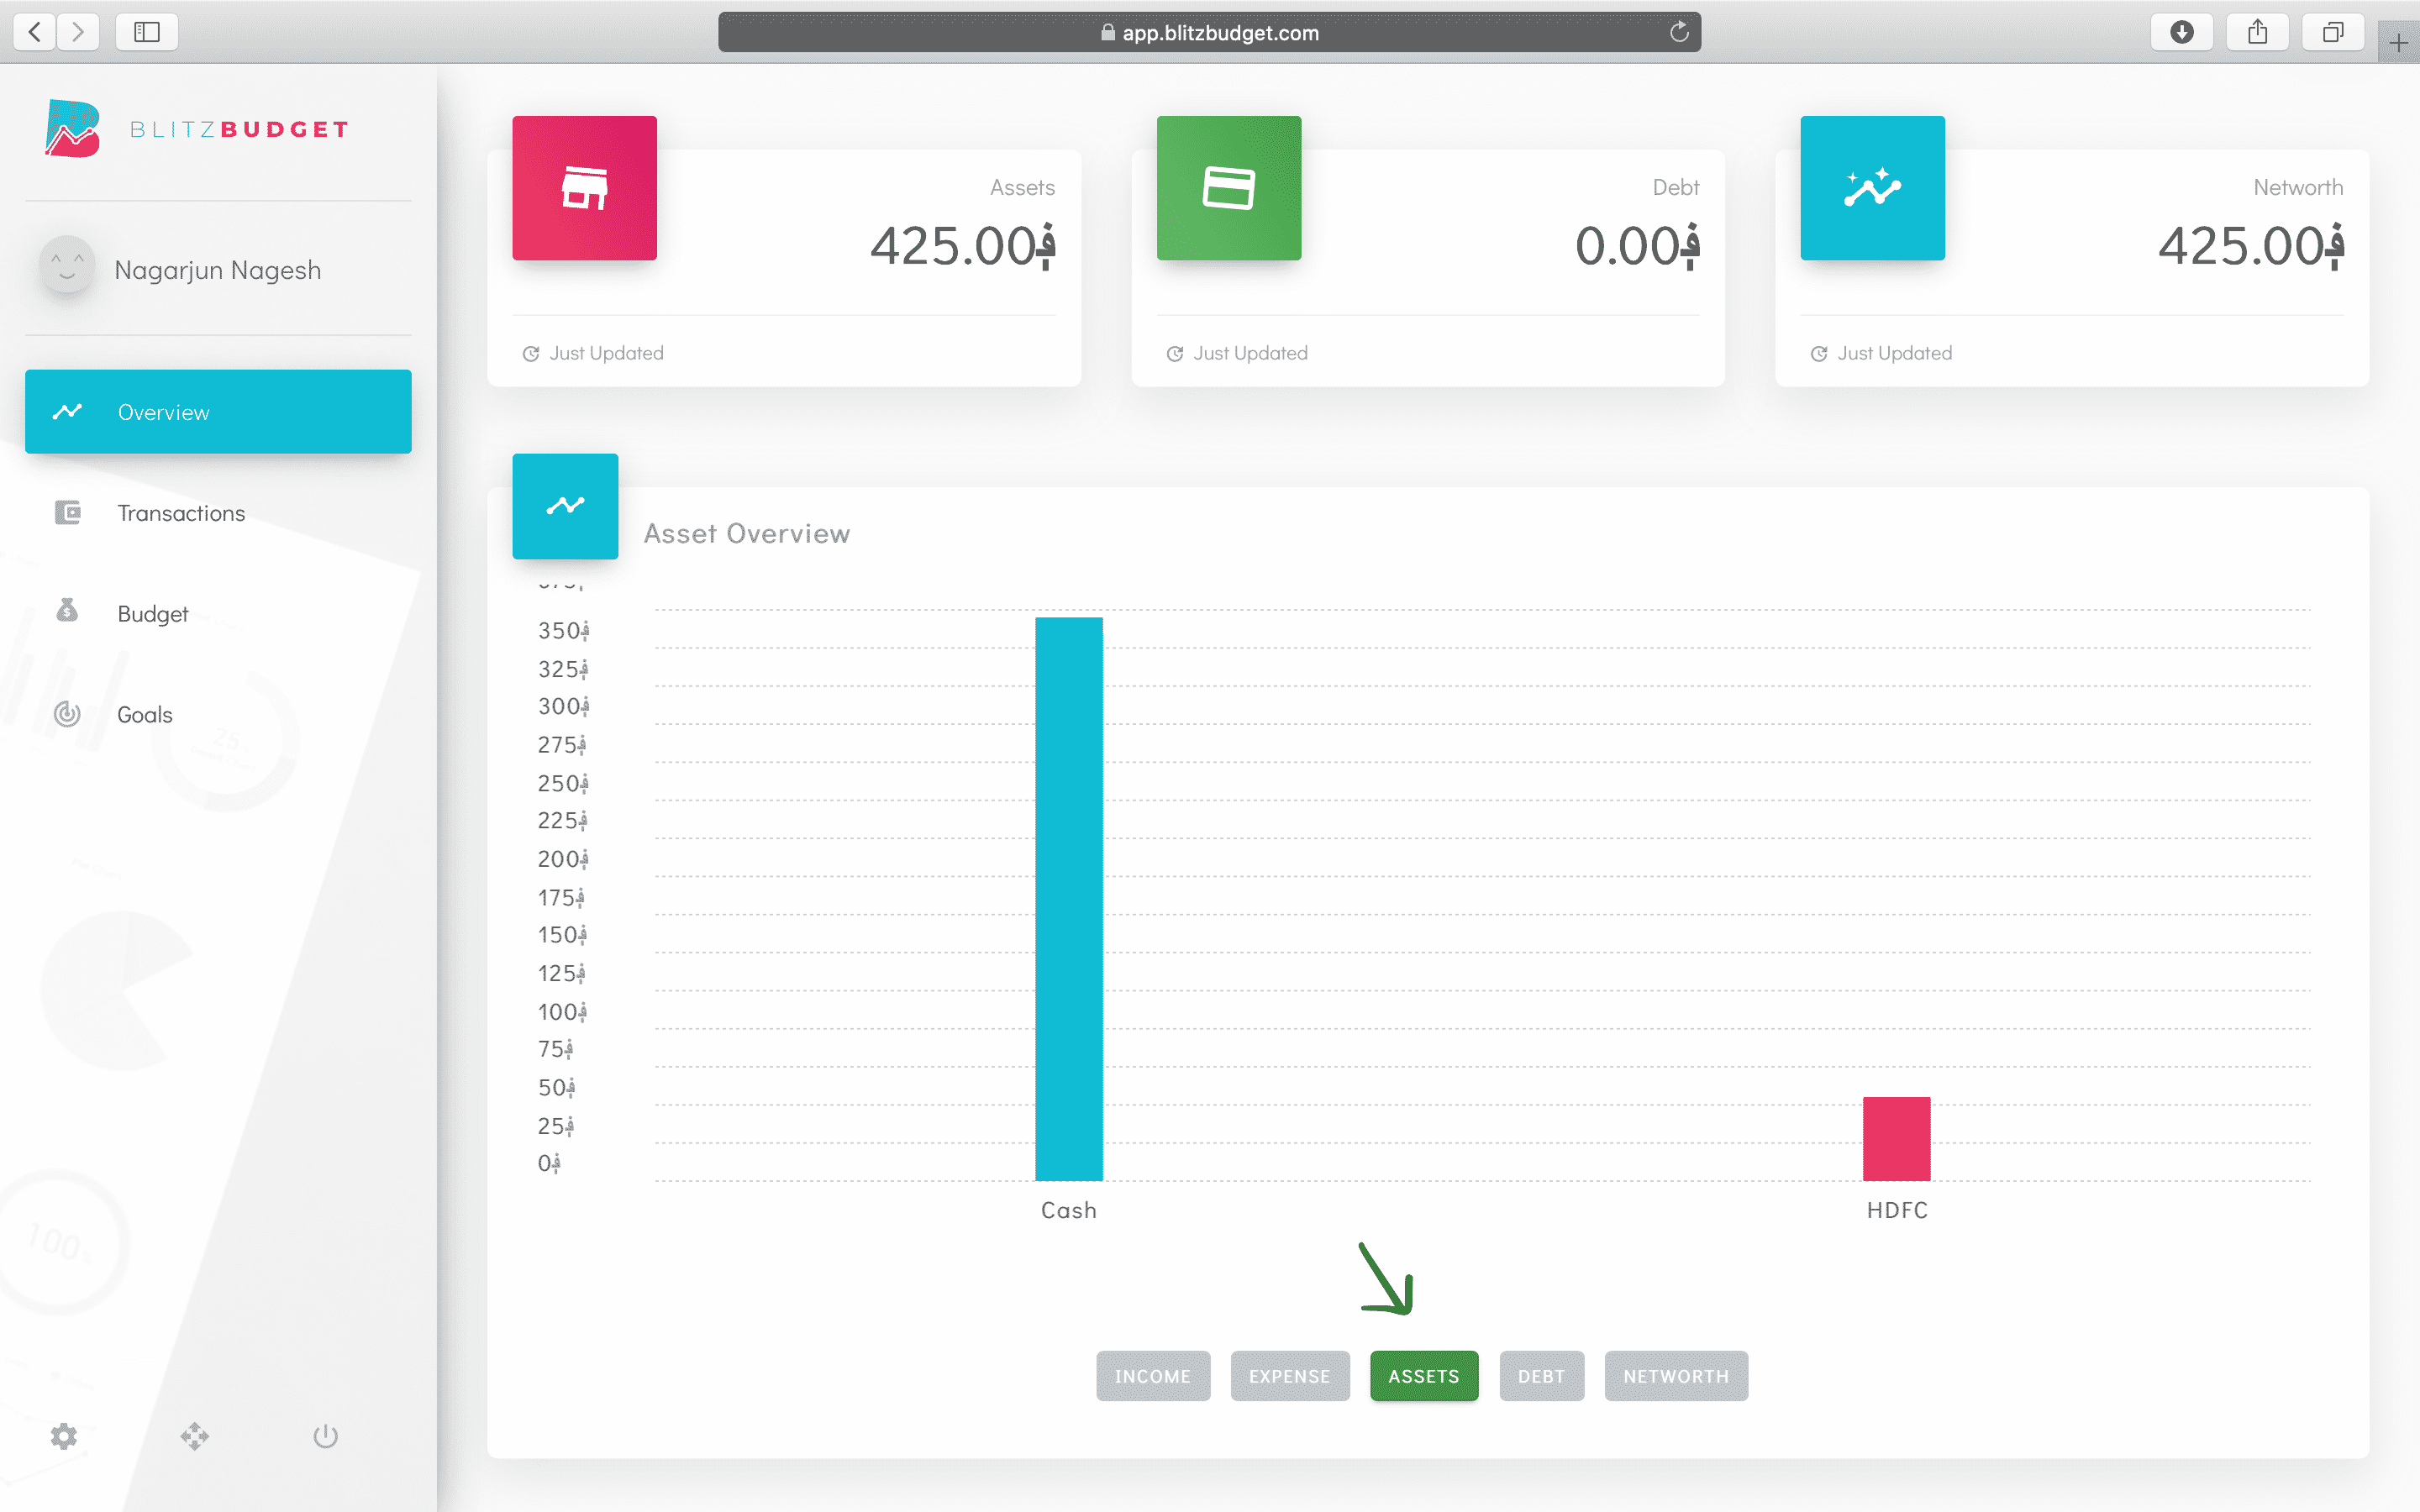 app.blitzbudget.com
BLITZBUDGET
Nagarjun Nagesh
Overview
Transactions
Budget
Goals
Assets
425.00؋
Just Updated
Debt
0.00؋
Just Updated
Networth
425.00؋
Just Updated
Asset Overview
350؋
325؋
300؋
275؋
250؋
225؋
200؋
175؋
150؋
125؋
100؋
75؋
50؋
25؋
0؋
Cash
HDFC
INCOME
EXPENSE
ASSETS
DEBT
NETWORTH
25
100%